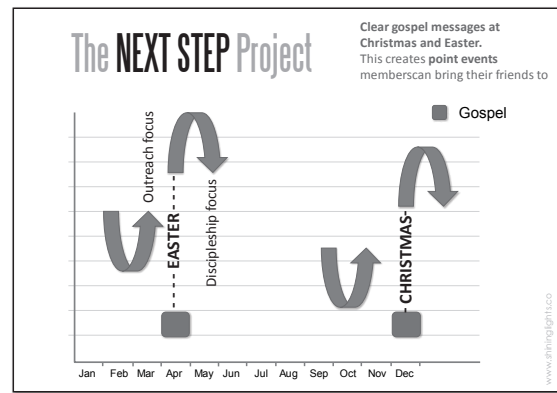 The NEXT STEP Project
Clear gospel messages at
Christmas and Easter.
This creates point events
memberscan bring their friends to
Gospel
Outreach focus
EASTER
Discipleship focus
CHRISTMAS
Jan Feb Mar Apr May Jun Jul Aug Sep Oct Nov Dec
www.shininglights.co